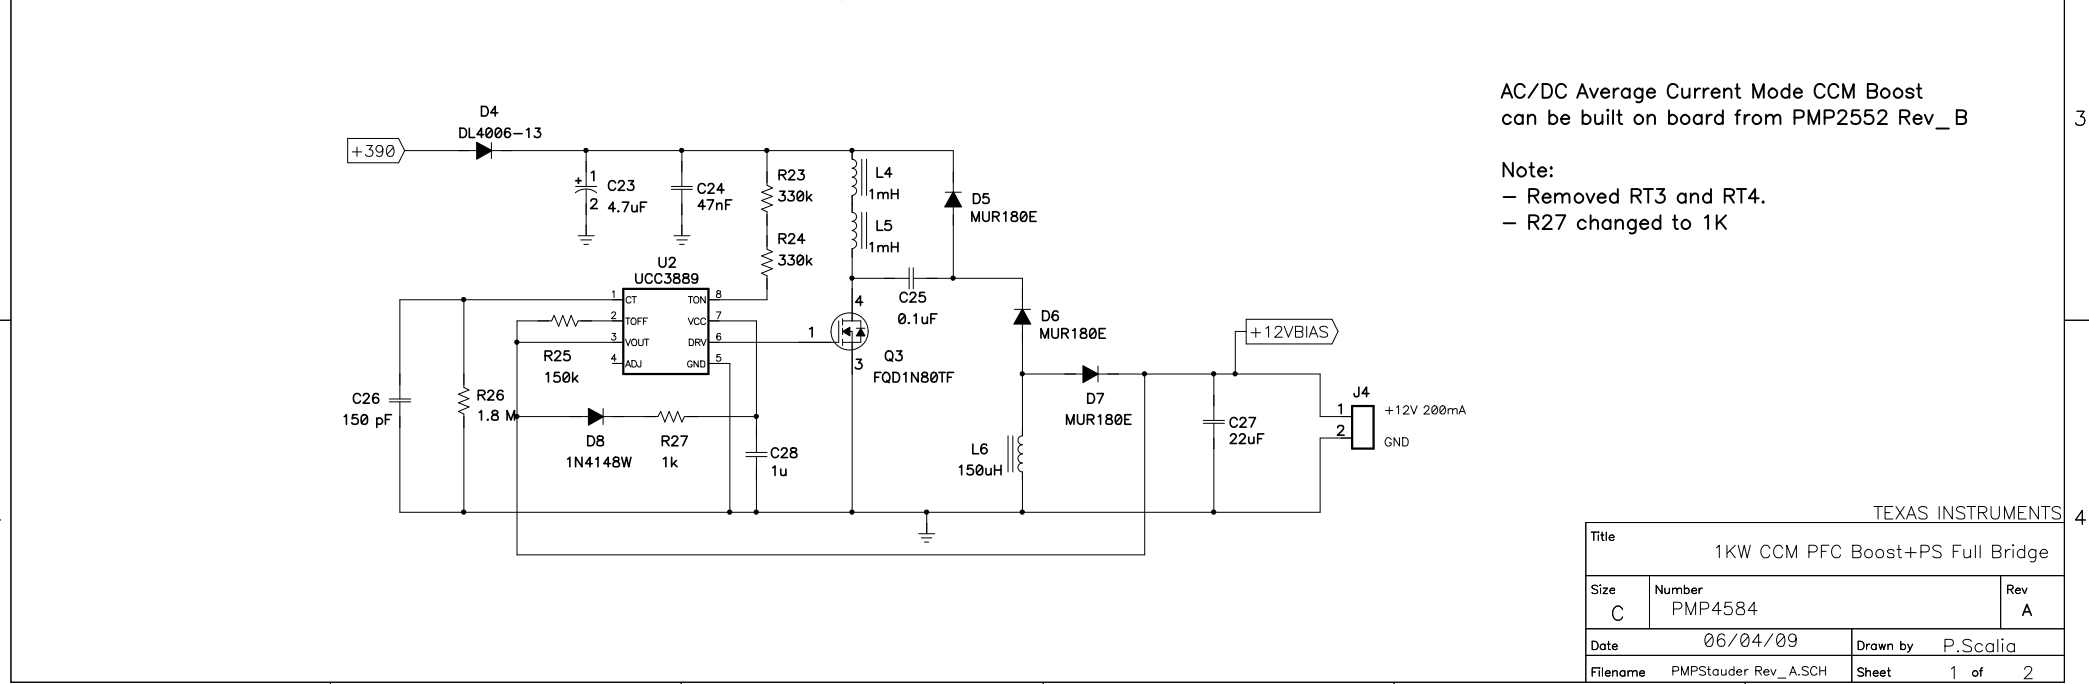 AC/DC Average Current Mode CCM Boost
can be built on board from PMP2552 Rev_B
Note:
– Removed RT3 and RT4.
– R27 changed to 1K
3
D4
DL4006–13
+390
+ 1
2
C23
4.7uF
C24
47nF
R23
330k
R24
330k
L4
1mH
L5
1mH
D5
MUR180E
U2
UCC3889
1 CT TON 8
2 TOFF VCC 7
3 VOUT DRV 6
4 ADJ GND 5
C25
0.1uF
4
1
3
Q3
FQD1N80TF
D6
MUR180E
+12VBIAS
R25
150k
C26
150 pF
R26
1.8 M
D8
1N4148W
R27
1k
C28
1u
D7
MUR180E
L6
150uH
C27
22uF
J4
1
2
+12V 200mA
GND
TEXAS INSTRUMENTS
4
Title
1KW CCM PFC Boost+PS Full Bridge
Size
C
Number
PMP4584
Rev
A
Date 06/04/09
Drawn by P.Scalia
Filename PMPStauder Rev_A.SCH
Sheet 1 of 2